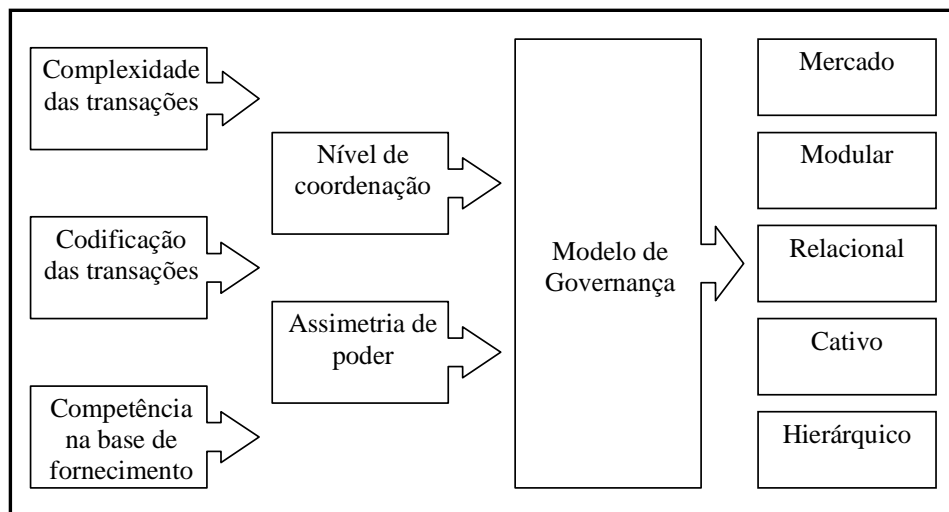 Complexidade
das transações
Codificação
das transações
Competência
na base de
fornecimento
Nível de
coordenação
Assimetria de
poder
Modelo de
Governança
Mercado
Modular
Relacional
Cativo
Hierárquico